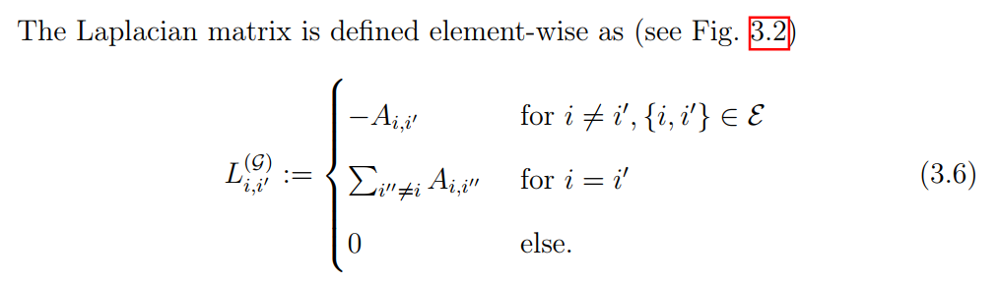 The Laplacian matrix is defined element-wise as (see Fig. 3.2)
$$L_{i,i'}^{(\mathcal{G})} := \begin{cases} -A_{i,i'} & \text{for } i \neq i', \{i,i'\} \in \mathcal{E} \\ \sum_{i'' \neq i} A_{i,i''} & \text{for } i = i' \\ 0 & \text{else.} \end{cases} \quad (3.6)$$